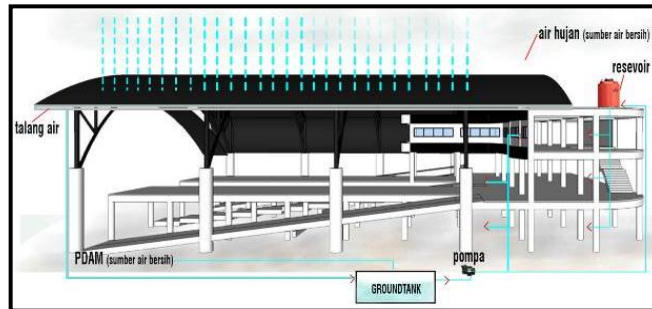 air hujan (sumber air bersih)
resevoir
talang air
PDAM (sumber air bersih)
pompa
GROUNDTANK